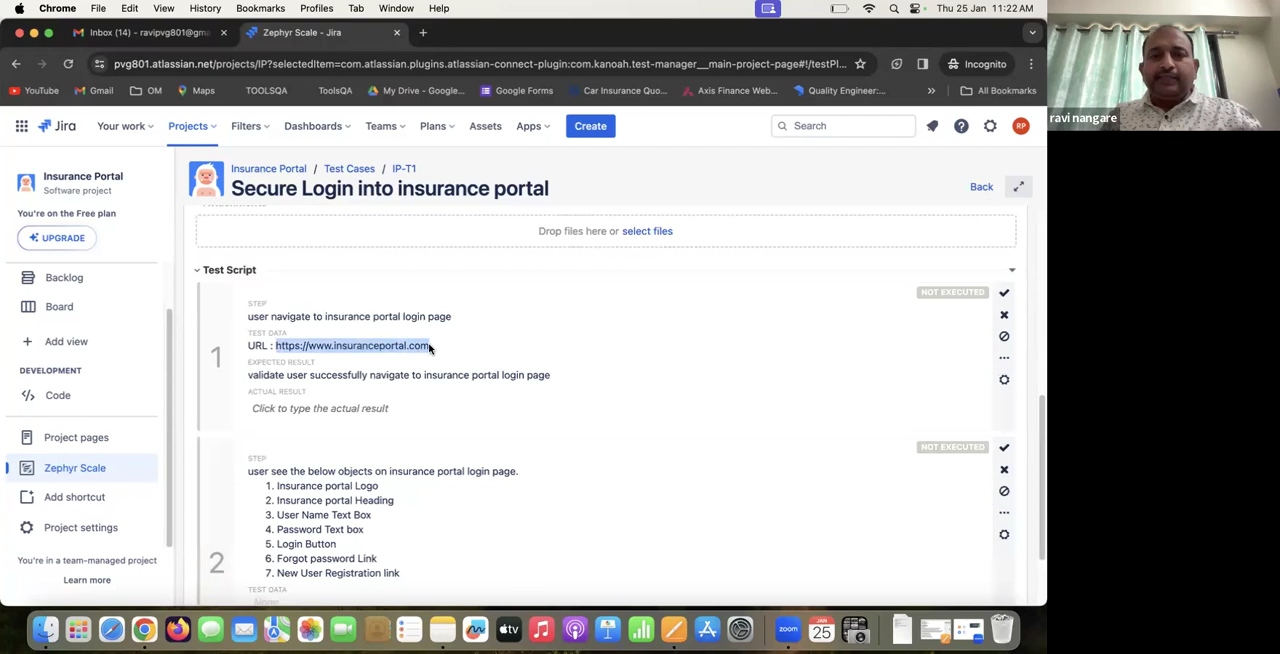 Chrome File Edit View History Bookmarks Profiles Tab Window Help Thu 25 Jan 11:22 AM
Inbox (14) - ravipvg801@gm Zephyr Scale - Jira
pvg801.atlassian.net/projects/IP?selectedItem=com.atlassian.plugins.atlassian-connect-plugin:com.kanoah.test-manager__main-project-page#!/testPl... Incognito
YouTube Gmail OM Maps TOOLSQA ToolsQA My Drive - Google... Google Forms Car Insurance Quo... Axis Finance Web... Quality Engineer:... » All Bookmarks
ravi nangare
Jira Your work Projects Filters Dashboards Teams Plans Assets Apps Create Search RP
Insurance Portal
Software project
You're on the Free plan
UPGRADE
Backlog
Board
Add view
DEVELOPMENT
Code
Project pages
Zephyr Scale
Add shortcut
Project settings
You're in a team-managed project
Learn more
Insurance Portal / Test Cases / IP-T1
Secure Login into insurance portal
Back
Drop files here or select files
Test Script
NOT EXECUTED
1
STEP
user navigate to insurance portal login page
TEST DATA
URL : https://www.insuranceportal.com
EXPECTED RESULT
validate user successfully navigate to insurance portal login page
ACTUAL RESULT
Click to type the actual result
NOT EXECUTED
2
STEP
user see the below objects on insurance portal login page.
1. Insurance portal Logo
2. Insurance portal Heading
3. User Name Text Box
4. Password Text box
5. Login Button
6. Forgot password Link
7. New User Registration link
TEST DATA
None
tv zoom JAN 25